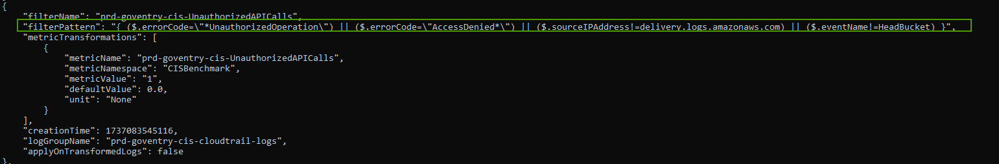 {
    "filterName": "prd-goventry-cis-UnauthorizedAPICalls",
    "filterPattern": "{ ($.errorCode=\"*UnauthorizedOperation\") || ($.errorCode=\"AccessDenied*\") || ($.sourceIPAddress!=delivery.logs.amazonaws.com) || ($.eventName!=HeadBucket) }",
    "metricTransformations": [
        {
            "metricName": "prd-goventry-cis-UnauthorizedAPICalls",
            "metricNamespace": "CISBenchmark",
            "metricValue": "1",
            "defaultValue": 0.0,
            "unit": "None"
        }
    ],
    "creationTime": 1737083545116,
    "logGroupName": "prd-goventry-cis-cloudtrail-logs",
    "applyOnTransformedLogs": false
},